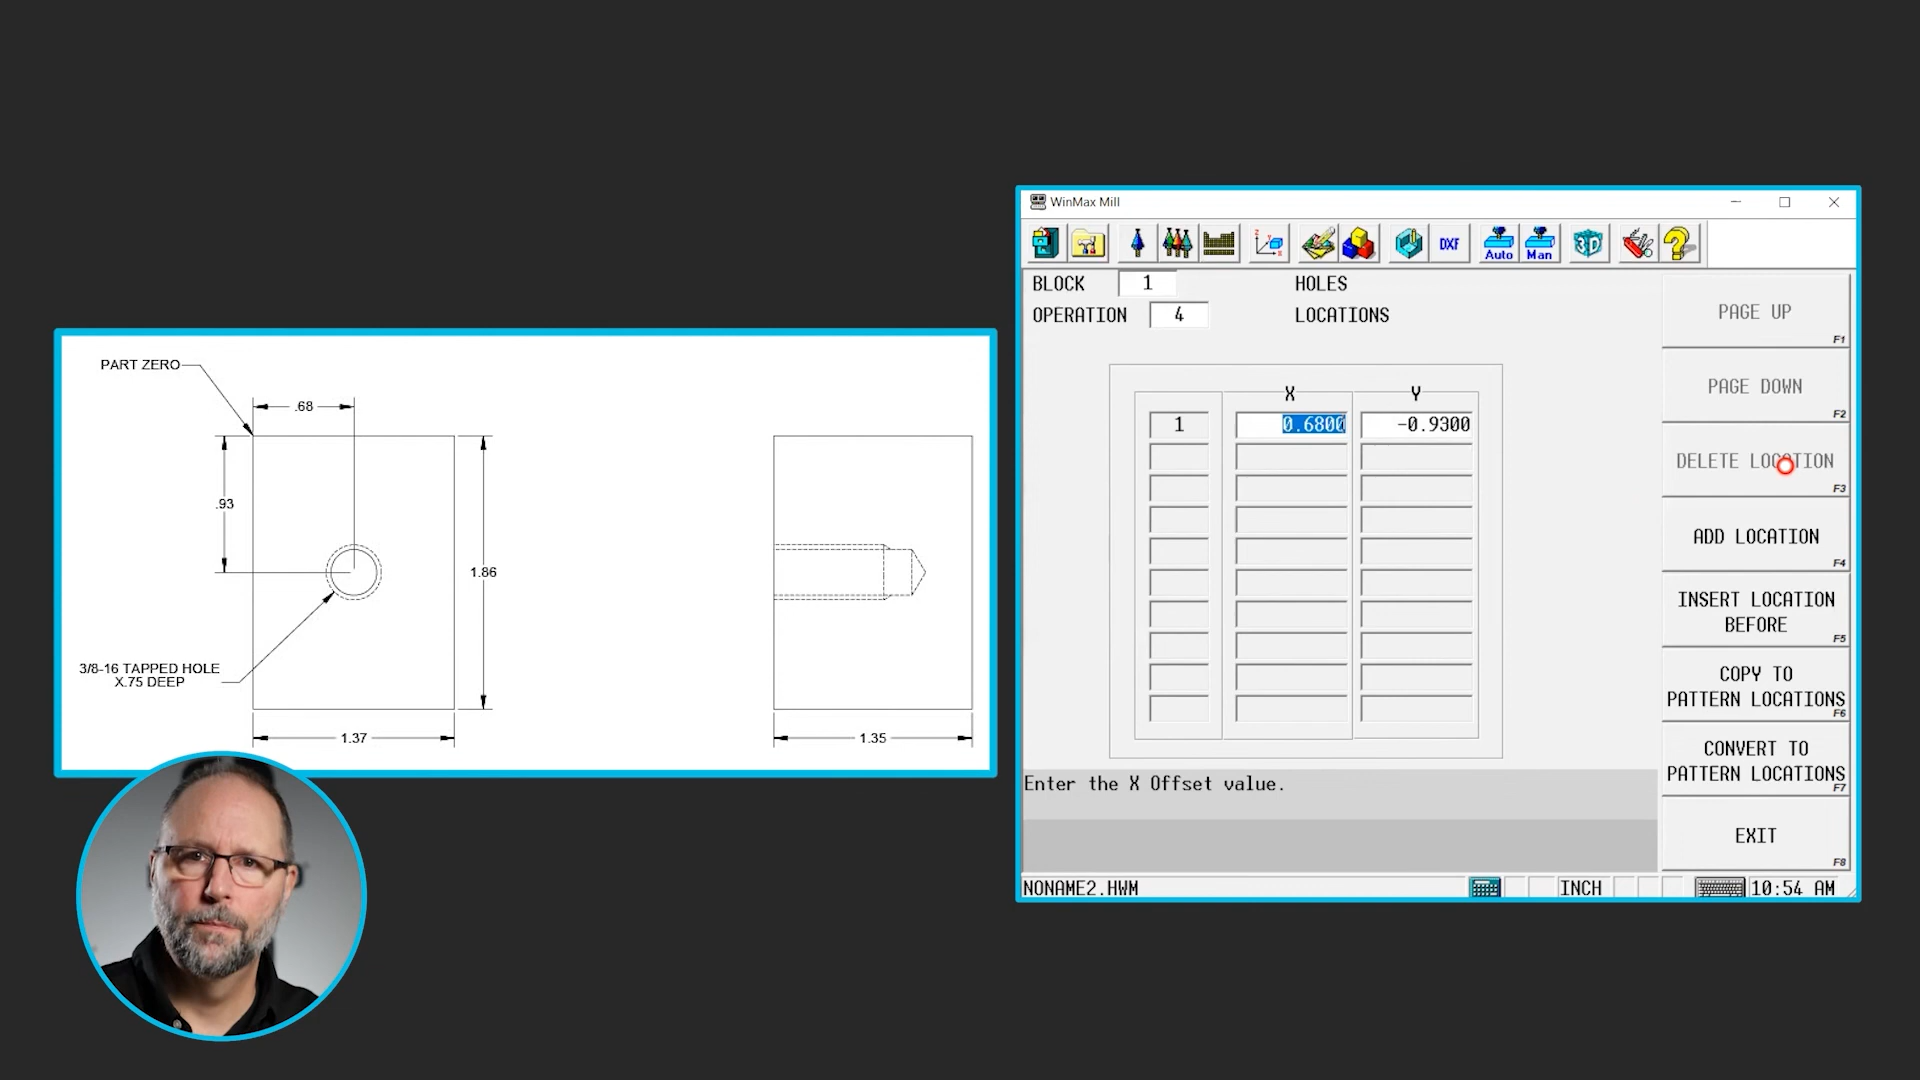 PART ZERO
.68
.93
1.86
3/8-16 TAPPED HOLE
X.75 DEEP
1.37
1.35
WinMax Mill
DXF
Auto
Man
3D
BLOCK 1 HOLES
OPERATION 4 LOCATIONS
X Y
1 0.6800 -0.9300
PAGE UP
F1
PAGE DOWN
F2
DELETE LOCATION
F3
ADD LOCATION
F4
INSERT LOCATION
BEFORE
F5
COPY TO
PATTERN LOCATIONS
F6
CONVERT TO
PATTERN LOCATIONS
F7
EXIT
F8
Enter the X Offset value.
NONAME2.HWM INCH 10:54 AM